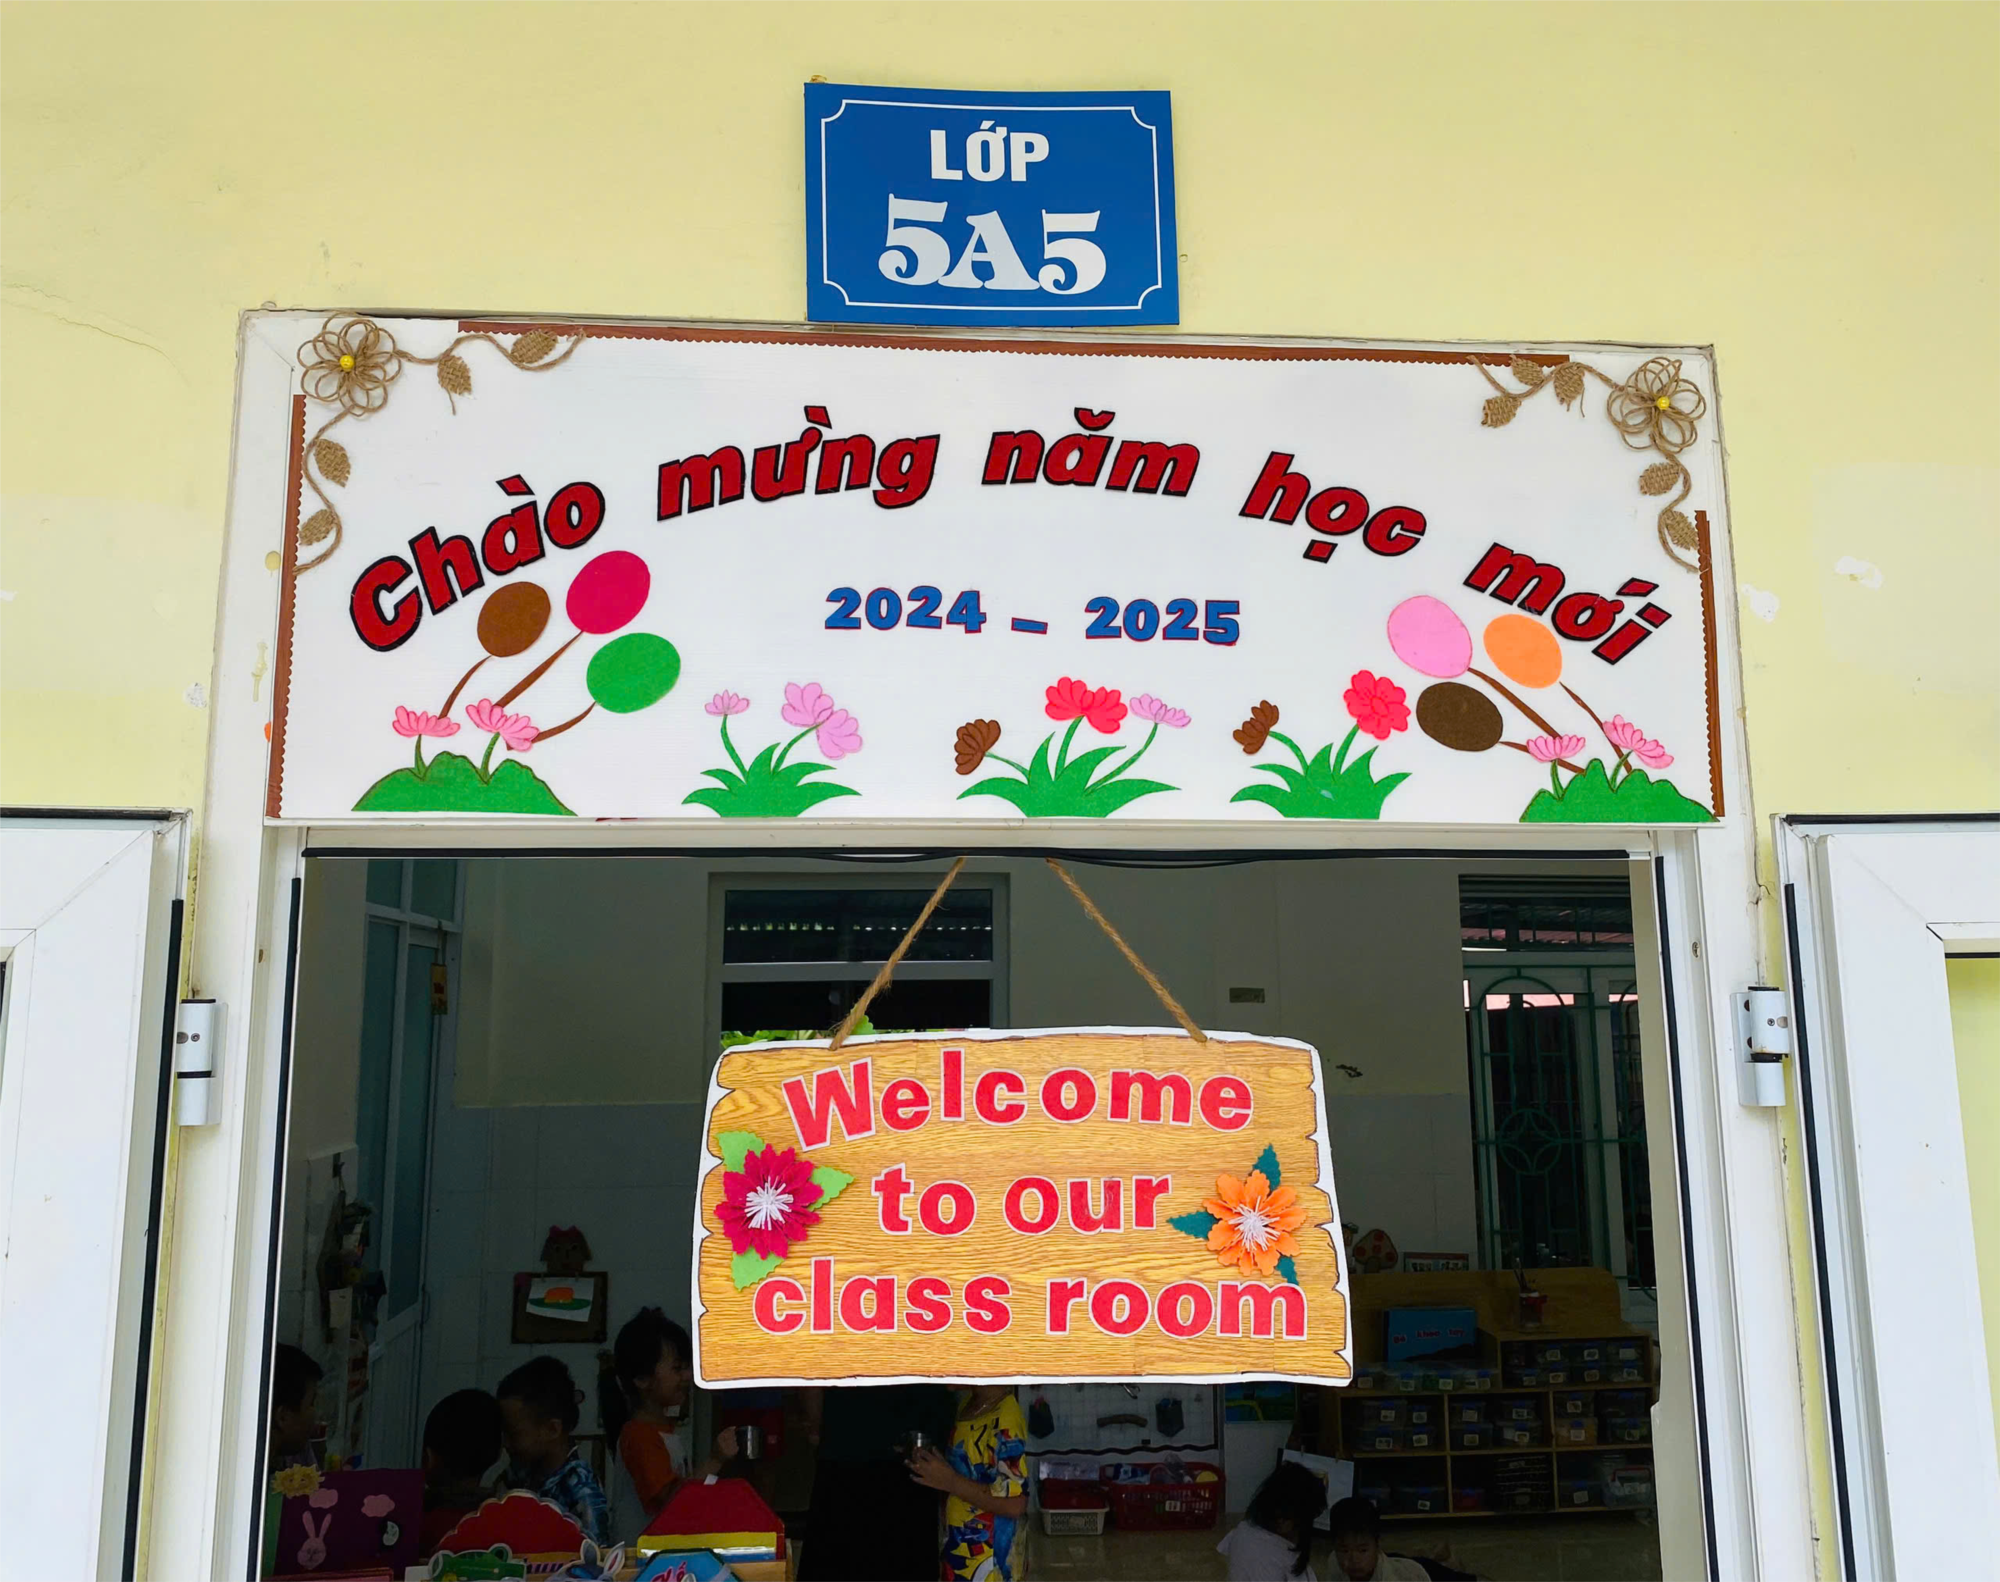 LỚP
5A5
Chào mừng năm học mới
2024 - 2025
Welcome
to our
class room